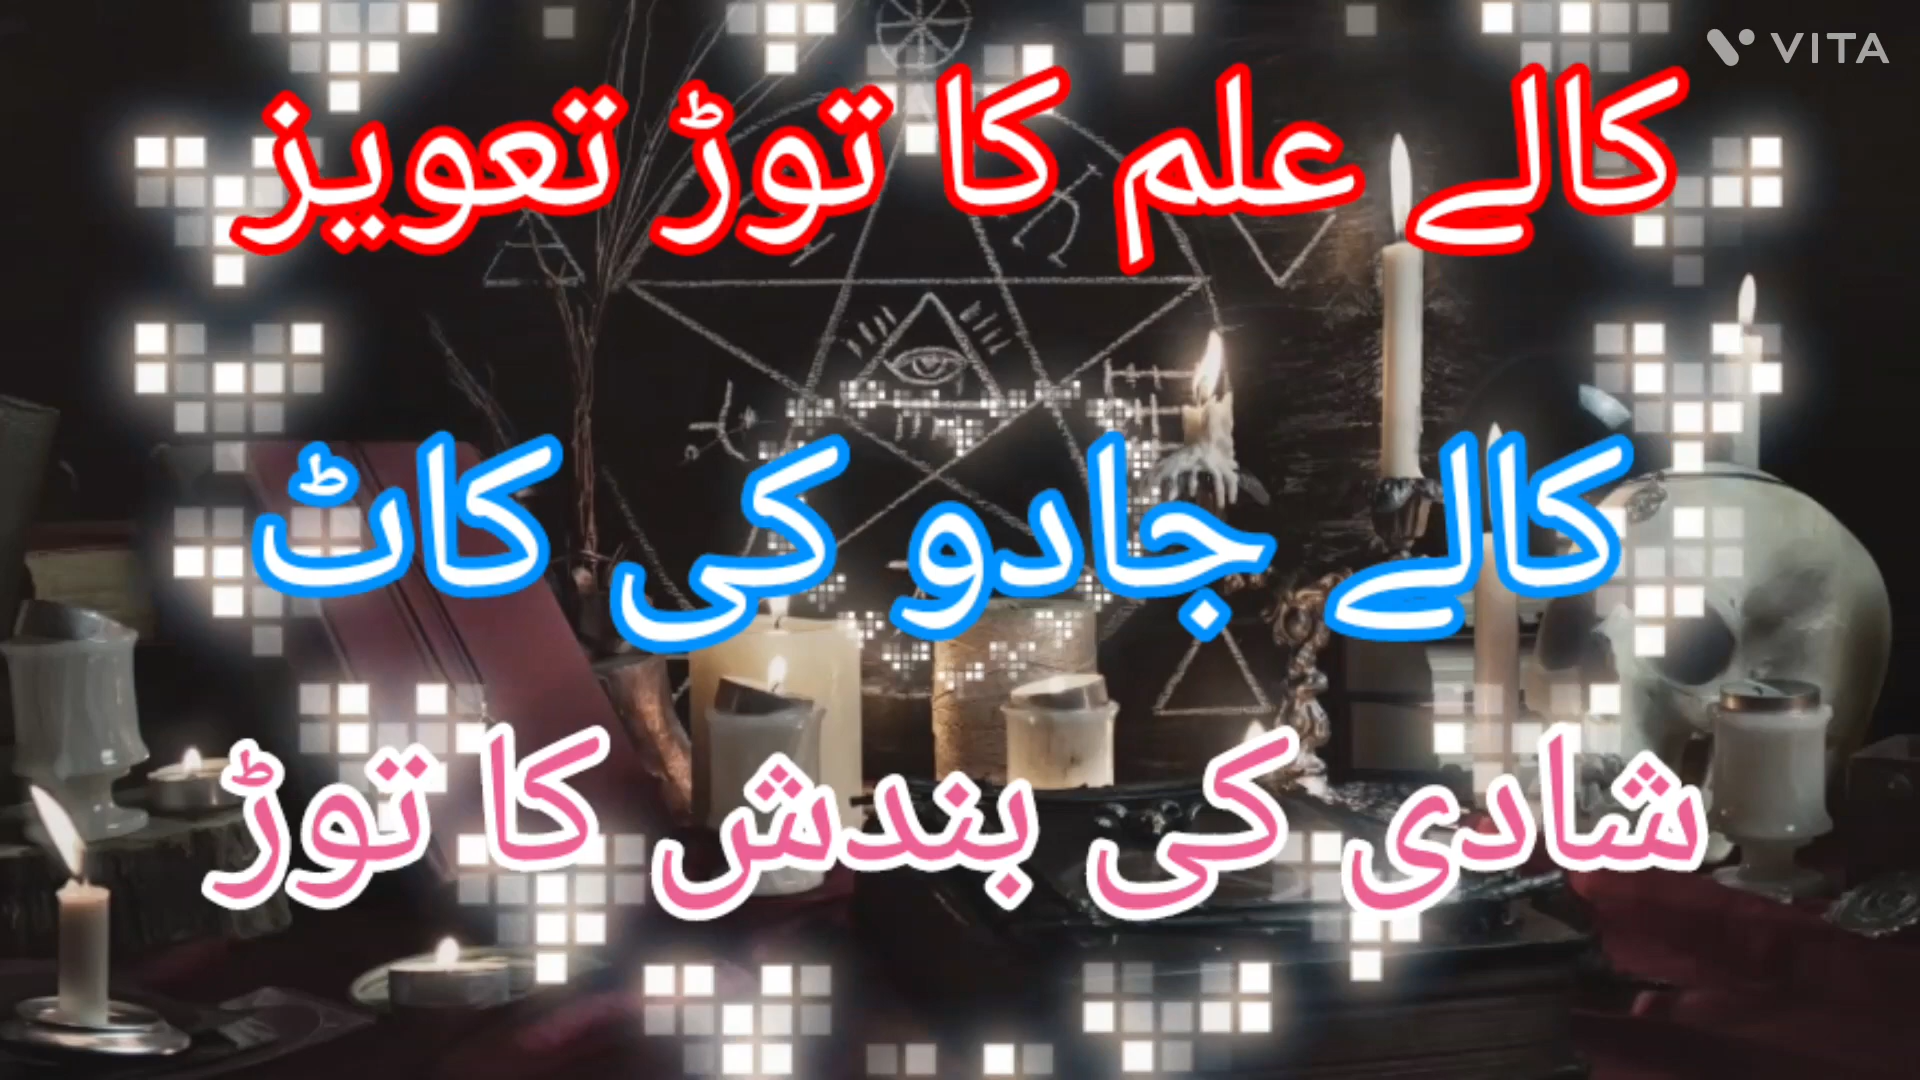 VITA
کالے علم کا توڑ تعویز
کالے جادو کی کاٹ
شادی کی بندش کا توڑ